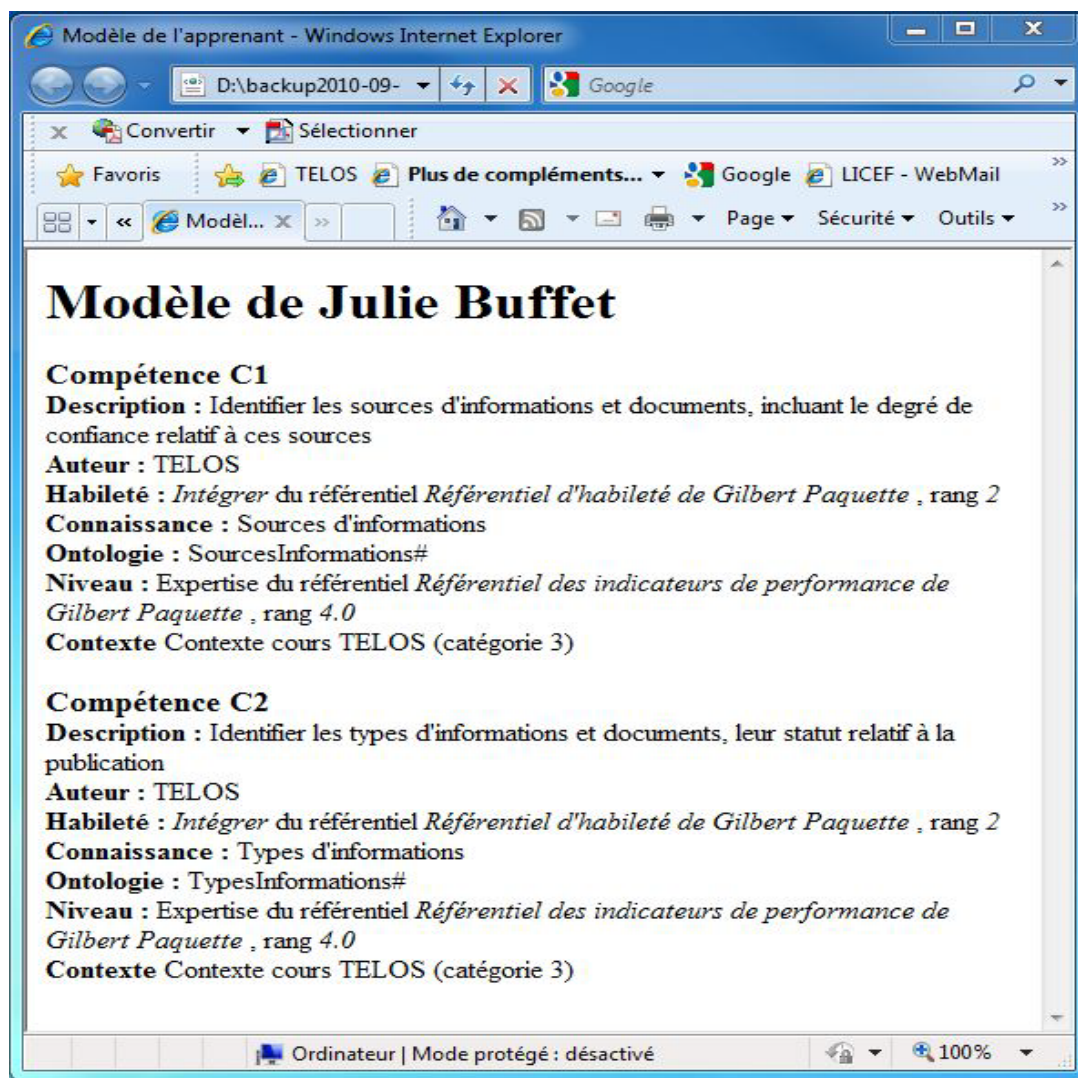 Modèle de l'apprenant - Windows Internet Explorer
D:\backup2010-09- Google
x Convertir Sélectionner
Favoris TELOS Plus de compléments... Google LICEF - WebMail »
« Modèl... x » Page Sécurité Outils »
Modèle de Julie Buffet
Compétence C1
Description : Identifier les sources d'informations et documents, incluant le degré de
confiance relatif à ces sources
Auteur : TELOS
Habileté : Intégrer du référentiel Référentiel d'habileté de Gilbert Paquette , rang 2
Connaissance : Sources d'informations
Ontologie : SourcesInformations#
Niveau : Expertise du référentiel Référentiel des indicateurs de performance de
Gilbert Paquette , rang 4.0
Contexte Contexte cours TELOS (catégorie 3)
Compétence C2
Description : Identifier les types d'informations et documents, leur statut relatif à la
publication
Auteur : TELOS
Habileté : Intégrer du référentiel Référentiel d'habileté de Gilbert Paquette , rang 2
Connaissance : Types d'informations
Ontologie : TypesInformations#
Niveau : Expertise du référentiel Référentiel des indicateurs de performance de
Gilbert Paquette , rang 4.0
Contexte Contexte cours TELOS (catégorie 3)
Ordinateur | Mode protégé : désactivé 100%